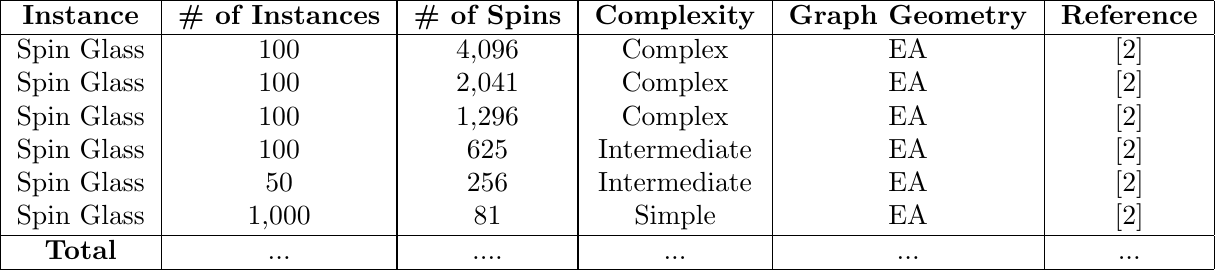 Instance # of Instances # of Spins Complexity Graph Geometry Reference
Spin Glass 100 4,096 Complex EA [2]
Spin Glass 100 2,041 Complex EA [2]
Spin Glass 100 1,296 Complex EA [2]
Spin Glass 100 625 Intermediate EA [2]
Spin Glass 50 256 Intermediate EA [2]
Spin Glass 1,000 81 Simple EA [2]
Total ... .... ... ... ...